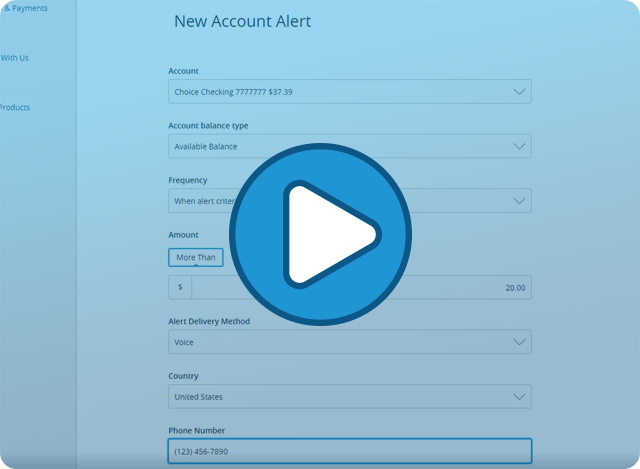 & Payments
New Account Alert
With Us
Account
Choice Checking 7777777 $37.39
Products
Account balance type
Available Balance
Frequency
When alert
Amount
More Than
$ 20.00
Alert Delivery Method
Voice
Country
United States
Phone Number
(123) 456-7890